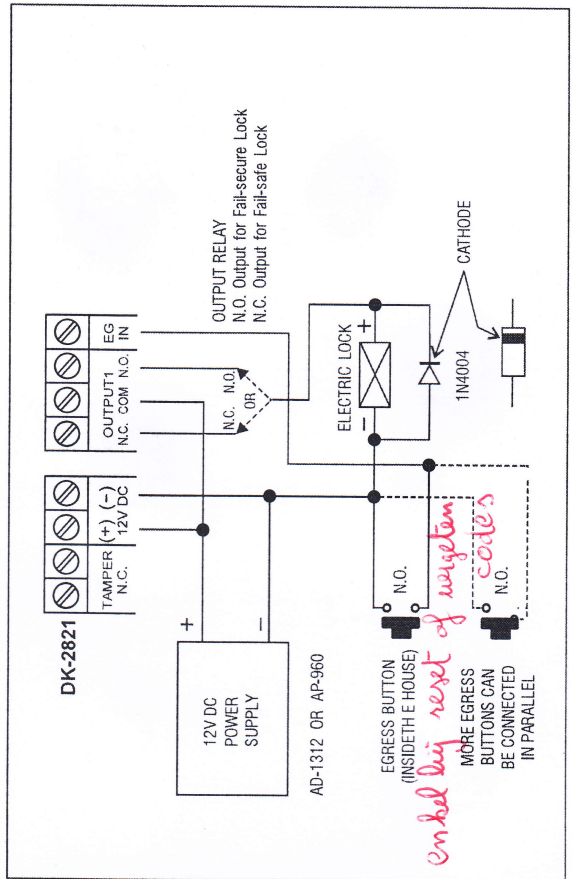 DK-2821
TAMPER
N.C.
(+) (-)
12V DC
OUTPUT1
N.C. COM N.O.
EG
IN
12V DC
POWER
SUPPLY
+
−
AD-1312 OR AP-960
N.C. N.O.
OR
OUTPUT RELAY
N.O. Output for Fail-secure Lock
N.C. Output for Fail-safe Lock
ELECTRIC LOCK
− +
1N4004
CATHODE
EGRESS BUTTON
(INSIDETH E HOUSE)
N.O.
MORE EGRESS
BUTTONS CAN
BE CONNECTED
IN PARALLEL
N.O.
enkel bij reset of vergeten
codes